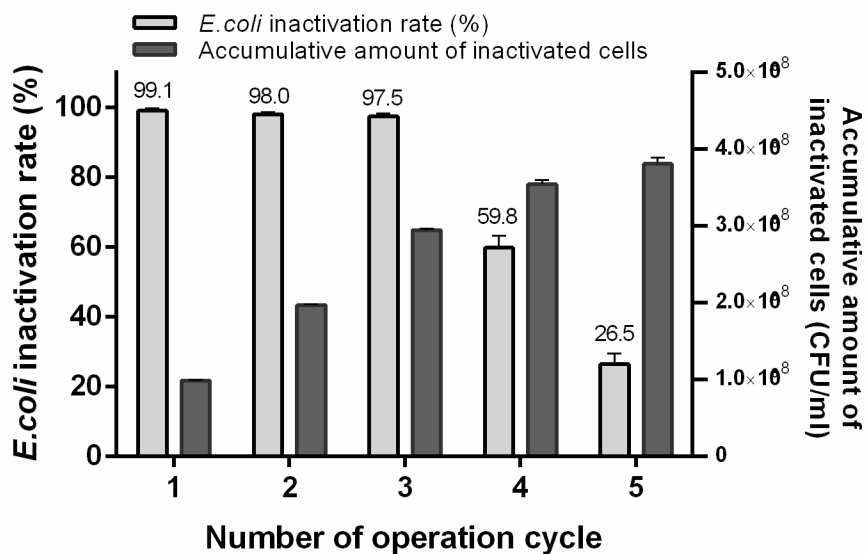 E.coli inactivation rate (%)
Accumulative amount of inactivated cells
E.coli inactivation rate (%)
100
80
60
40
20
0
99.1
98.0
97.5
59.8
26.5
5.0×10⁸
4.0×10⁸
3.0×10⁸
2.0×10⁸
1.0×10⁸
0
Accumulative amount of
inactivated cells (CFU/ml)
1 2 3 4 5
Number of operation cycle